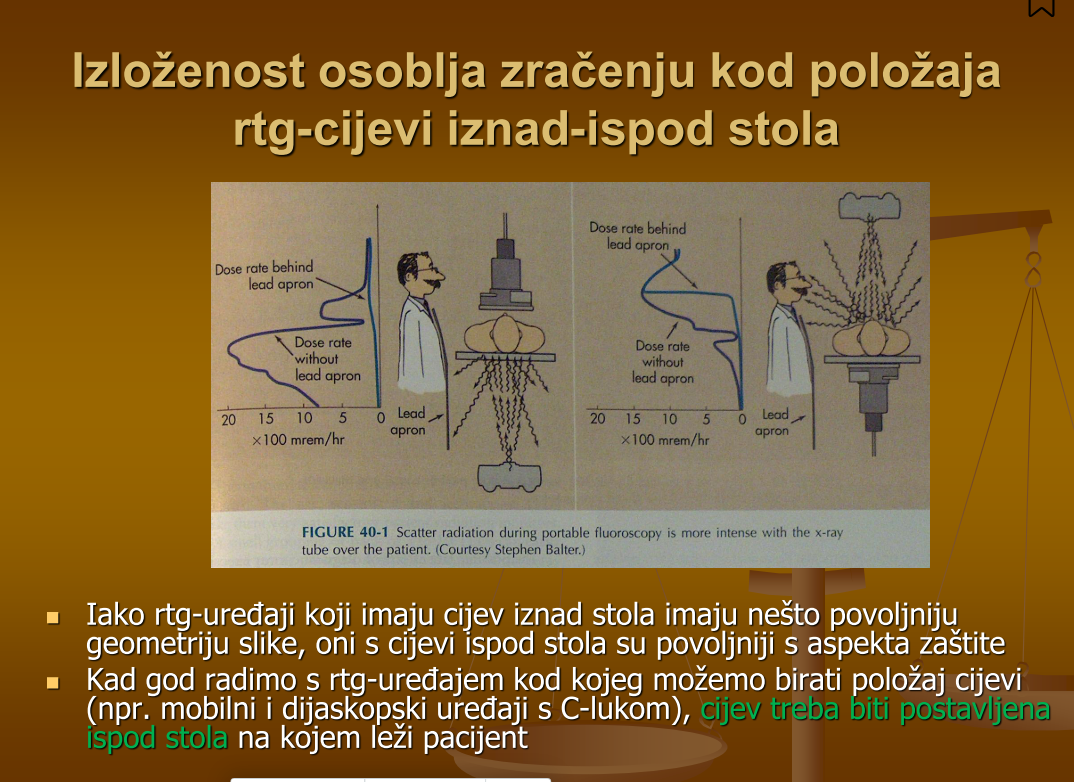 Izloženost osoblja zračenju kod položaja
rtg-cijevi iznad-ispod stola
Dose rate behind
lead apron
Dose rate
without
lead apron
20 15 10 5 0
×100 mrem/hr
Lead
apron
Dose rate behind
lead apron
Dose rate
without
lead apron
20 15 10 5 0
×100 mrem/hr
Lead
apron
FIGURE 40-1 Scatter radiation during portable fluoroscopy is more intense with the x-ray
tube over the patient. (Courtesy Stephen Balter.)
Iako rtg-uređaji koji imaju cijev iznad stola imaju nešto povoljniju
geometriju slike, oni s cijevi ispod stola su povoljniji s aspekta zaštite
Kad god radimo s rtg-uređajem kod kojeg možemo birati položaj cijevi
(npr. mobilni i dijaskopski uređaji s C-lukom), cijev treba biti postavljena
ispod stola na kojem leži pacijent